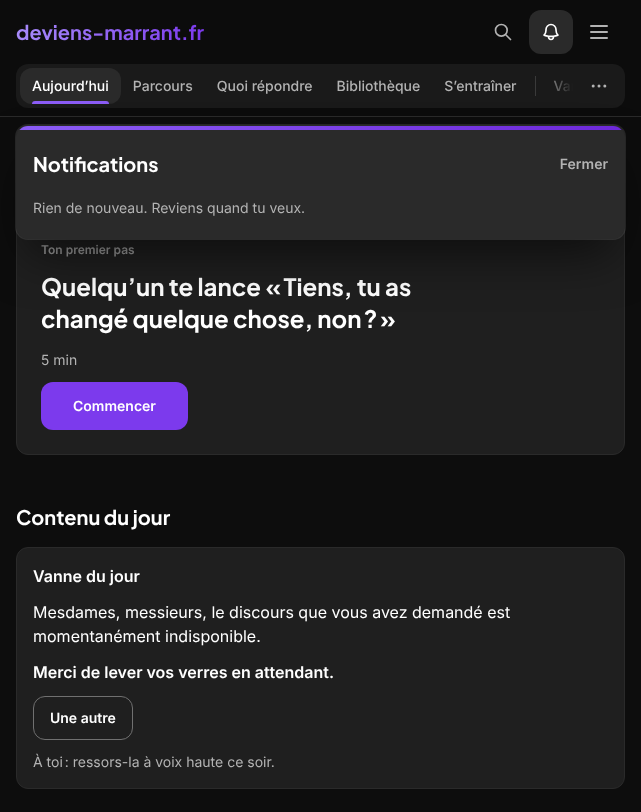 deviens-marrant.fr
Aujourd’hui Parcours Quoi répondre Bibliothèque S’entraîner
Notifications
Fermer
Rien de nouveau. Reviens quand tu veux.
Ton premier pas
Quelqu’un te lance « Tiens, tu as
changé quelque chose, non ? »
5 min
Commencer
Contenu du jour
Vanne du jour
Mesdames, messieurs, le discours que vous avez demandé est
momentanément indisponible.
Merci de lever vos verres en attendant.
Une autre
À toi : ressors-la à voix haute ce soir.